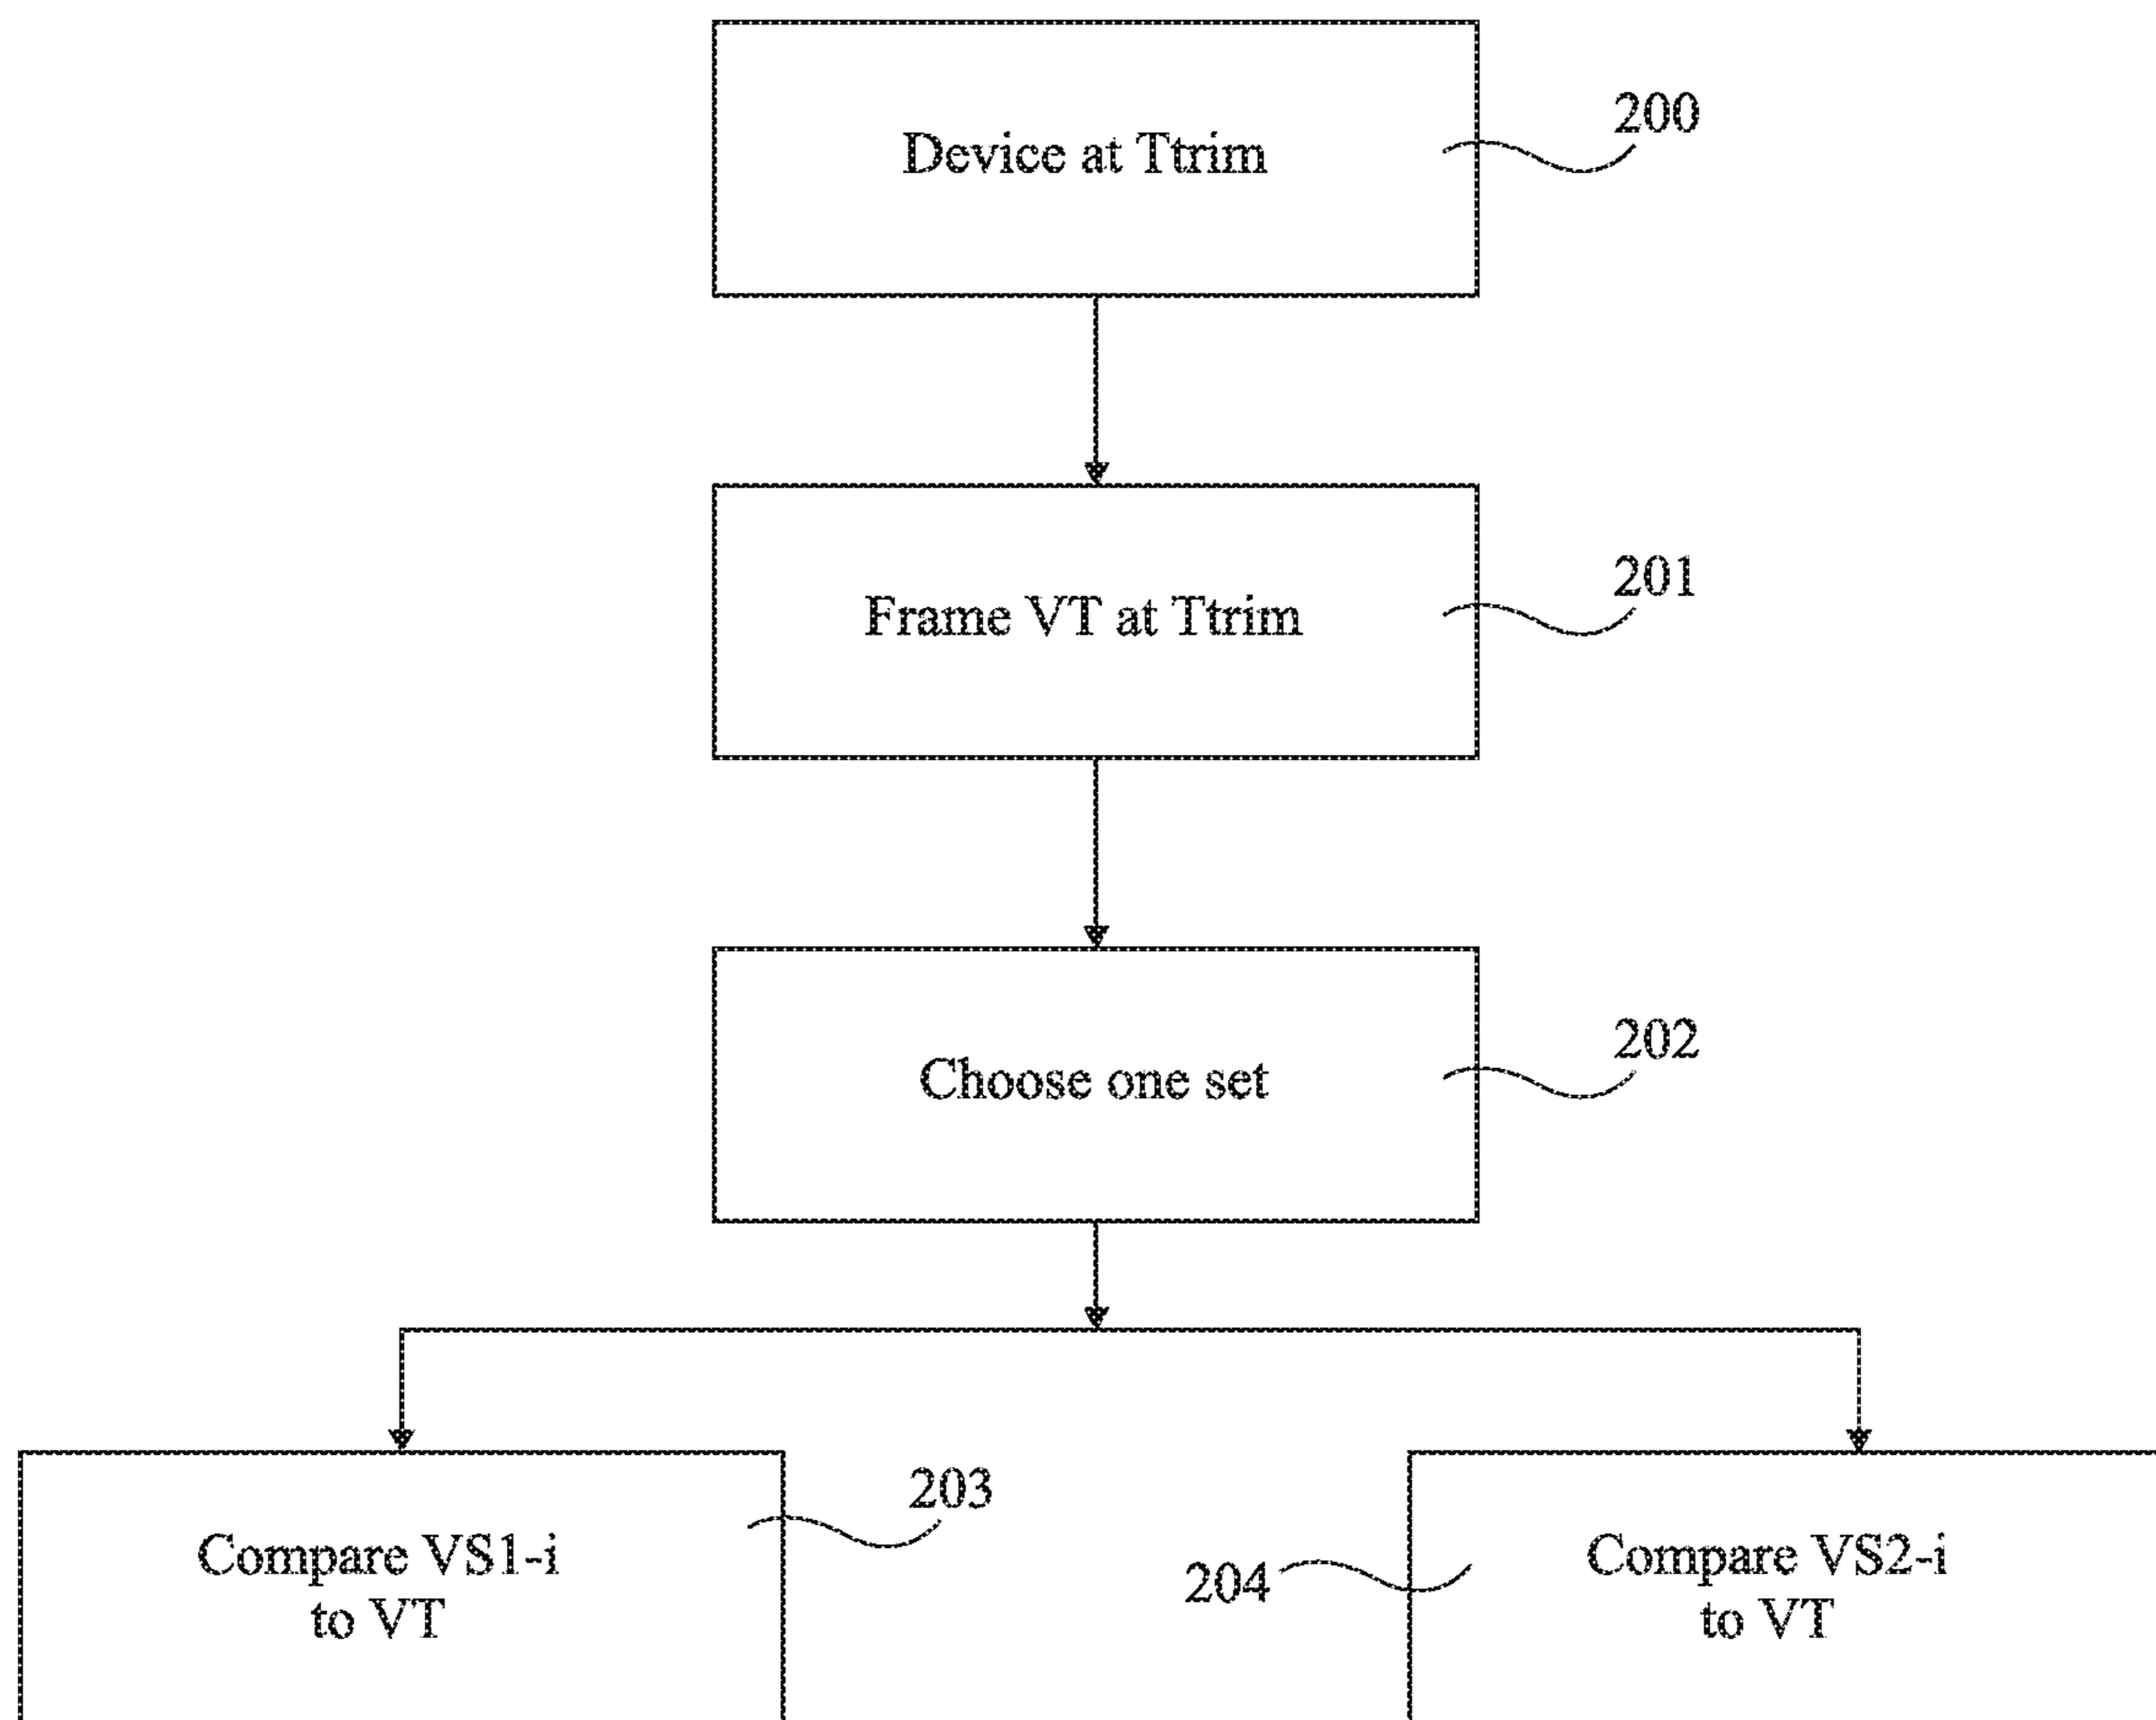 Device at Ttrim
200
Frame VT at Ttrim
201
Choose one set
202
Compare VS1-i
to VT
203
204
Compare VS2-i
to VT